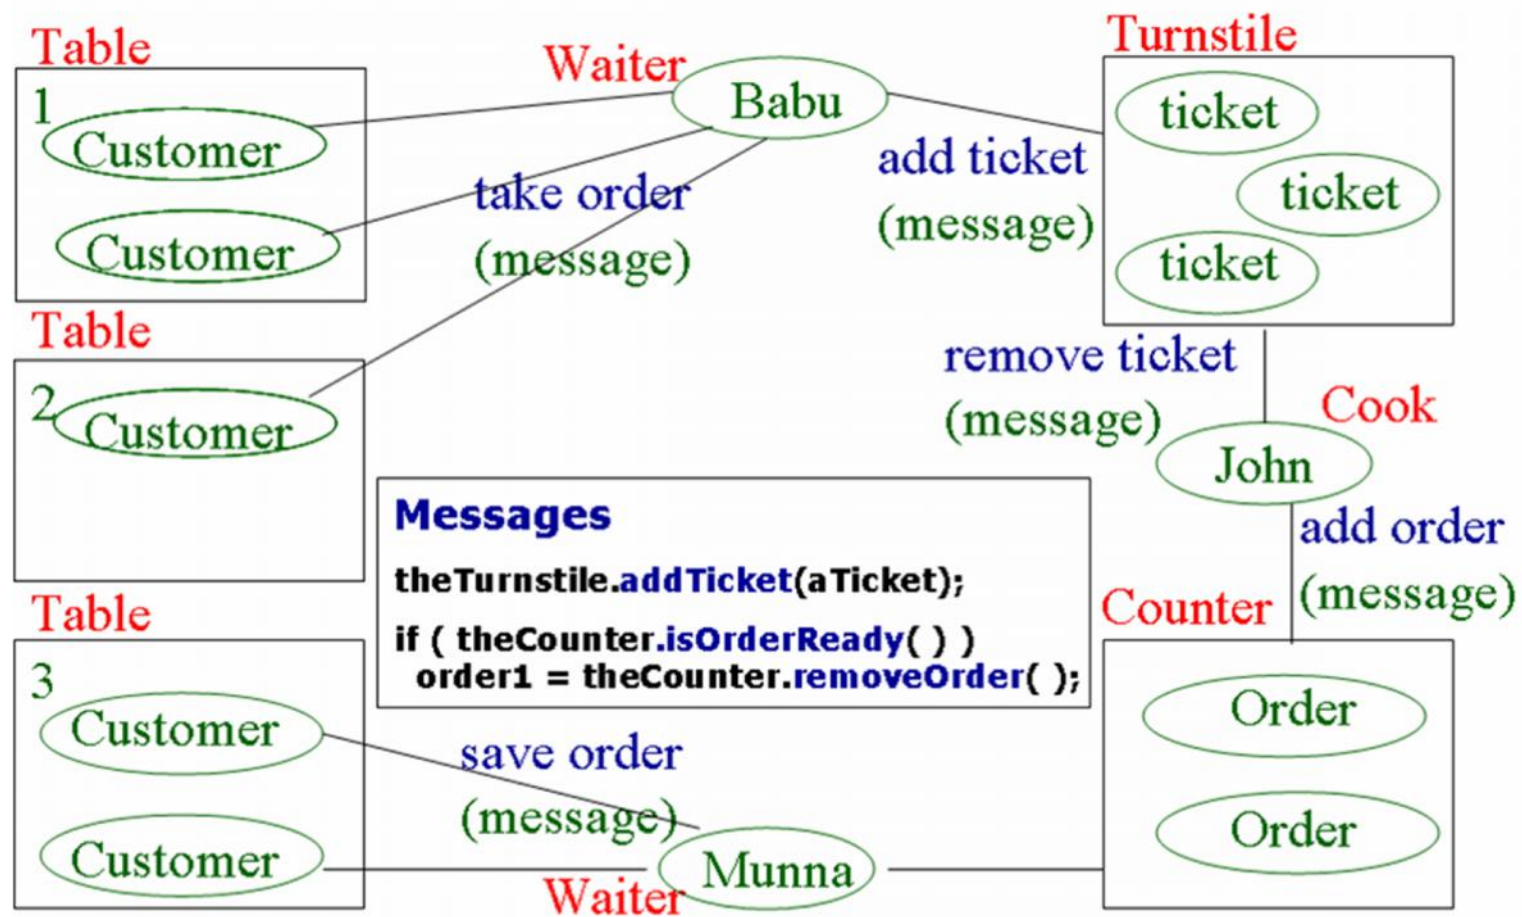 Table
1
Customer
Customer
Waiter
Babu
take order
(message)
add ticket
(message)
Turnstile
ticket
ticket
ticket
Table
2
Customer
remove ticket
(message)
Cook
John
add order
(message)
Messages
theTurnstile.addTicket(aTicket);
if ( theCounter.isOrderReady( ) )
order1 = theCounter.removeOrder( );
Table
3
Customer
Customer
save order
(message)
Waiter
Munna
Counter
Order
Order